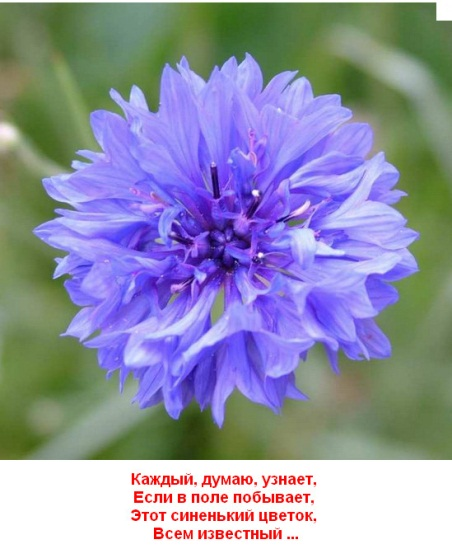 Каждый, думаю, узнает,
Если в поле побывает,
Этот синенький цветок,
Всем известный ...